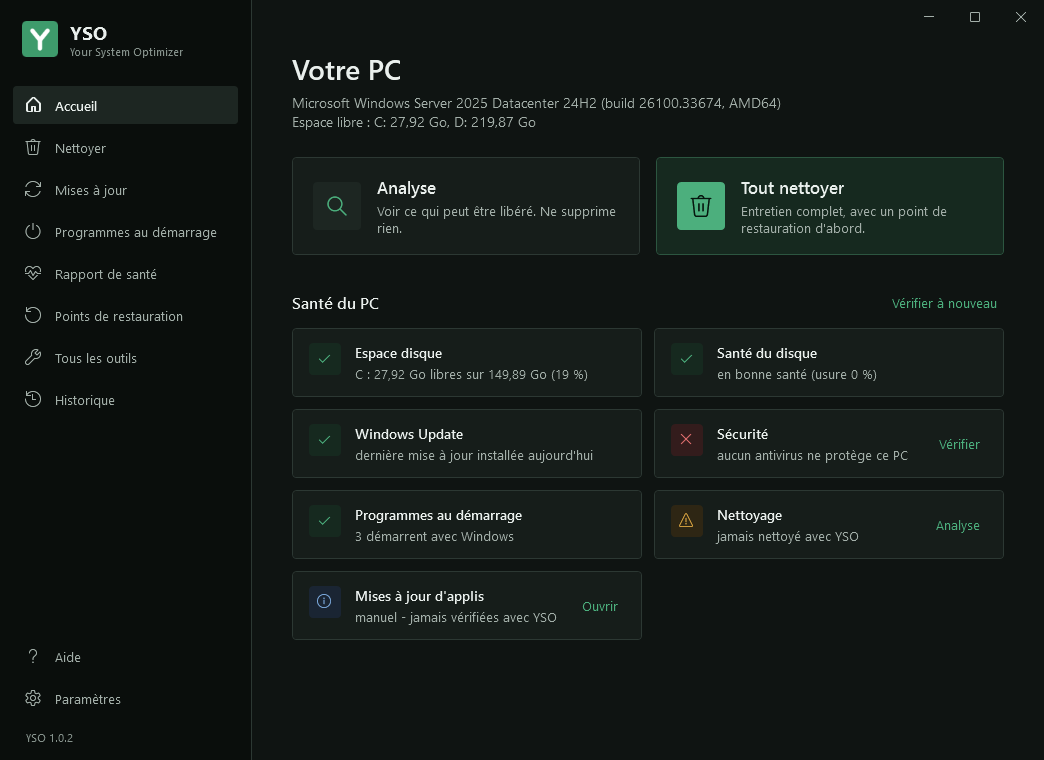 YSO
Your System Optimizer
Accueil
Nettoyer
Mises à jour
Programmes au démarrage
Rapport de santé
Points de restauration
Tous les outils
Historique
Aide
Paramètres
YSO 1.0.2
Votre PC
Microsoft Windows Server 2025 Datacenter 24H2 (build 26100.33674, AMD64)
Espace libre : C: 27,92 Go, D: 219,87 Go
Analyse
Voir ce qui peut être libéré. Ne supprime
rien.
Tout nettoyer
Entretien complet, avec un point de
restauration d'abord.
Santé du PC
Vérifier à nouveau
Espace disque
C : 27,92 Go libres sur 149,89 Go (19 %)
Santé du disque
en bonne santé (usure 0 %)
Windows Update
dernière mise à jour installée aujourd'hui
Sécurité
aucun antivirus ne protège ce PC
Vérifier
Programmes au démarrage
3 démarrent avec Windows
Nettoyage
jamais nettoyé avec YSO
Analyse
Mises à jour d'applis
manuel - jamais vérifiées avec YSO
Ouvrir